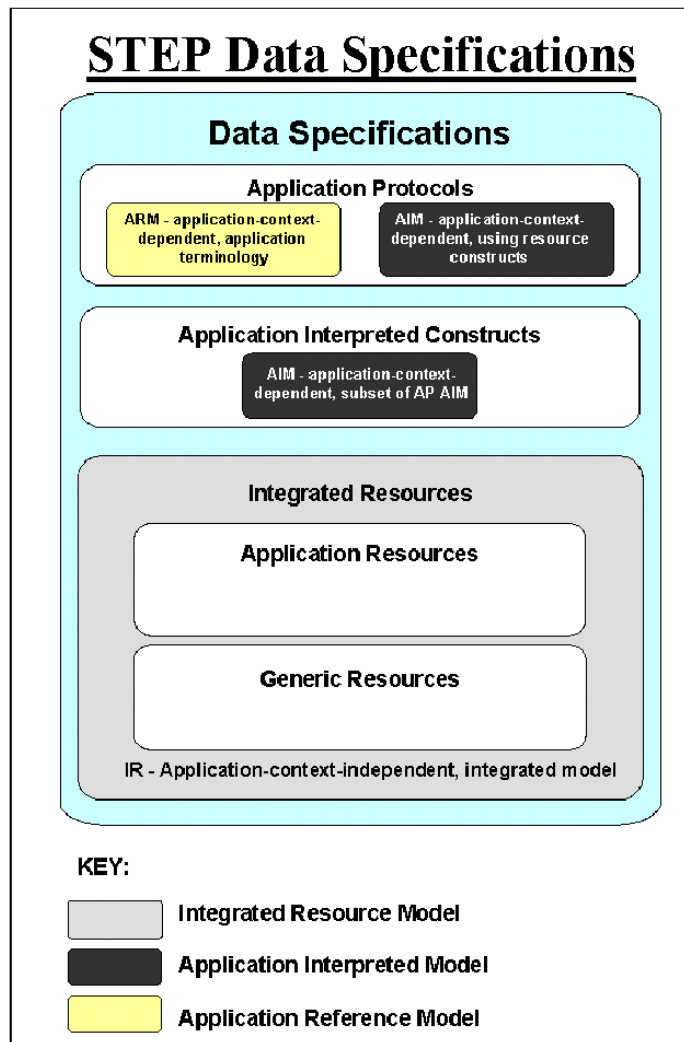 STEP Data Specifications
Data Specifications
Application Protocols
ARM - application-context-
dependent, application
terminology
AIM - application-context-
dependent, using resource
constructs
Application Interpreted Constructs
AIM - application-context-
dependent, subset of AP AIM
Integrated Resources
Application Resources
Generic Resources
IR - Application-context-independent, integrated model
KEY:
Integrated Resource Model
Application Interpreted Model
Application Reference Model